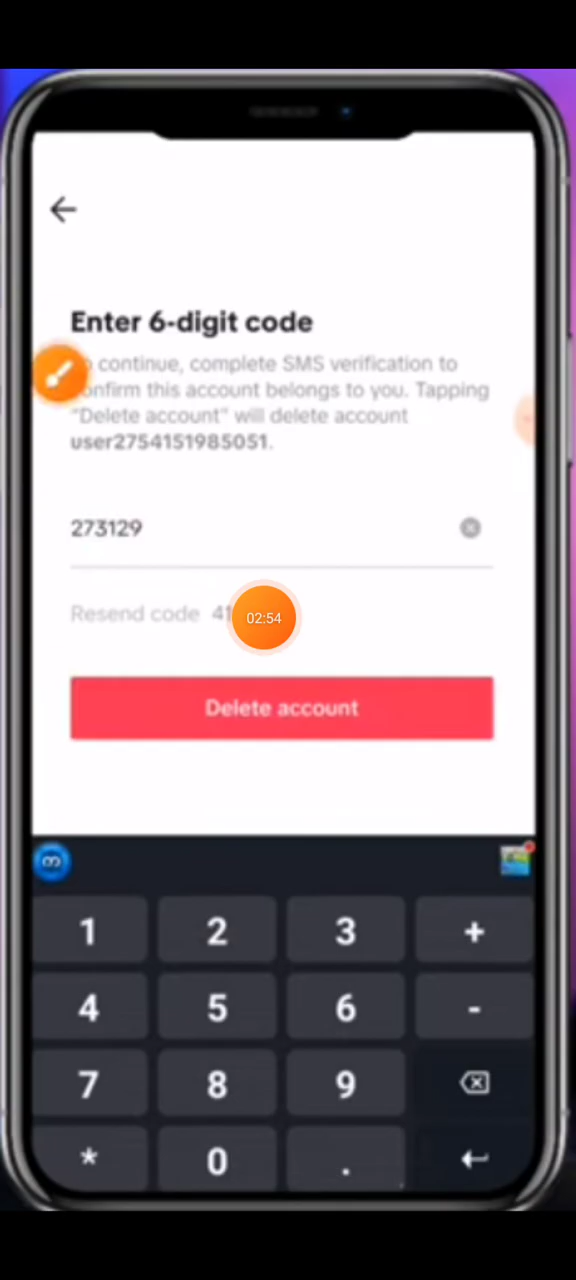 Enter 6-digit code
continue, complete SMS verification to
confirm this account belongs to you. Tapping
"Delete account" will delete account
user2754151985051.
273129
Resend code 41
02:54
Delete account
1 2 3 +
4 5 6 -
7 8 9
* 0 .